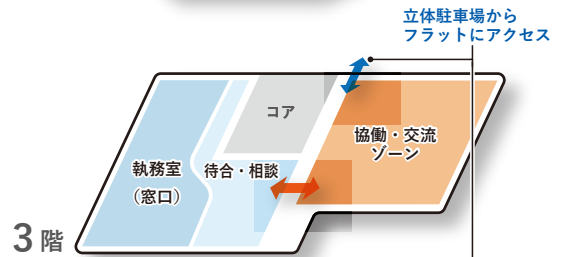 立体駐車場から
フラットにアクセス
コア
協働・交流
ゾーン
執務室
（窓口）
待合・相談
3階